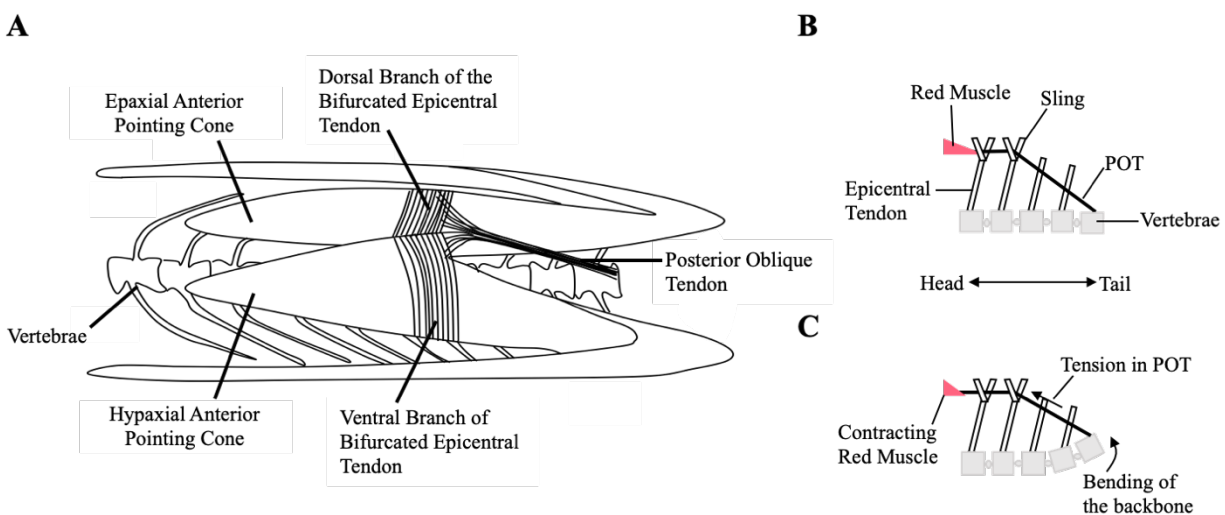 A
Epaxial Anterior
Pointing Cone
Dorsal Branch of the
Bifurcated Epicentral
Tendon
Posterior Oblique
Tendon
Vertebrae
Hypaxial Anterior
Pointing Cone
Ventral Branch of
Bifurcated Epicentral
Tendon
B
Red Muscle
Sling
POT
Epicentral
Tendon
Vertebrae
Head
Tail
C
Tension in POT
Contracting
Red Muscle
Bending of
the backbone